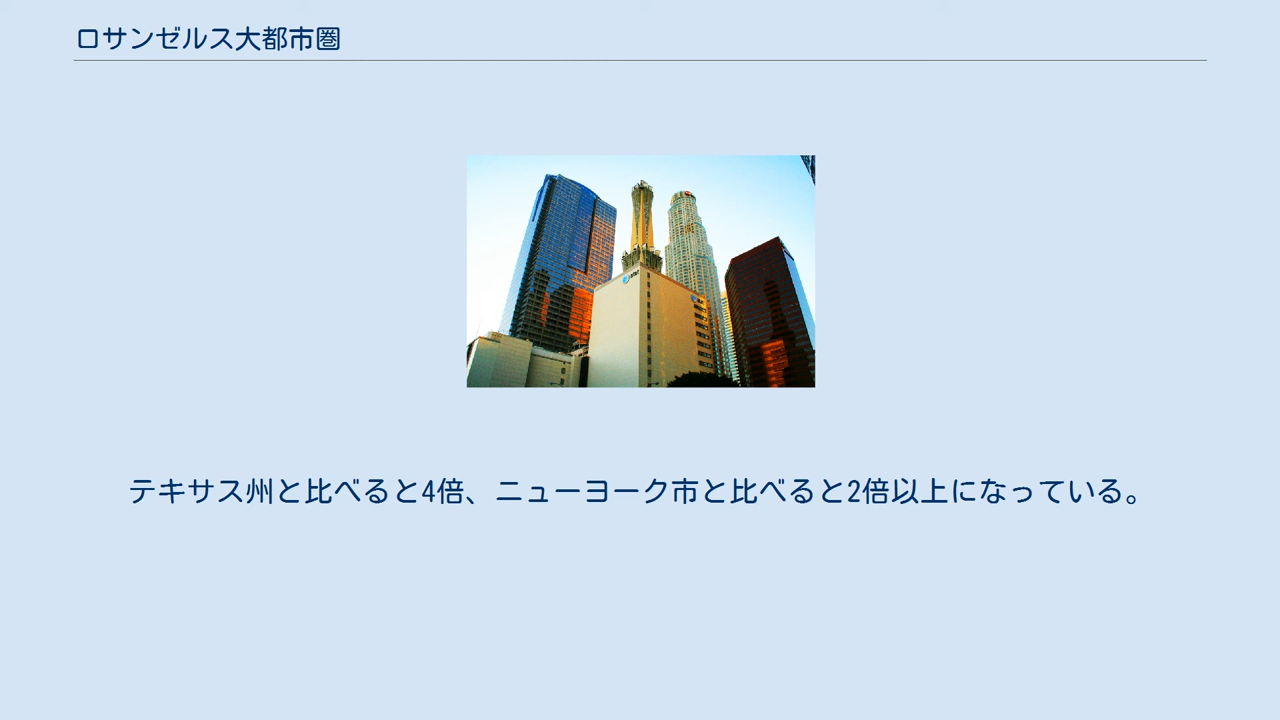 ロサンゼルス大都市圏
at&t
テキサス州と比べると4倍、ニューヨーク市と比べると2倍以上になっている。